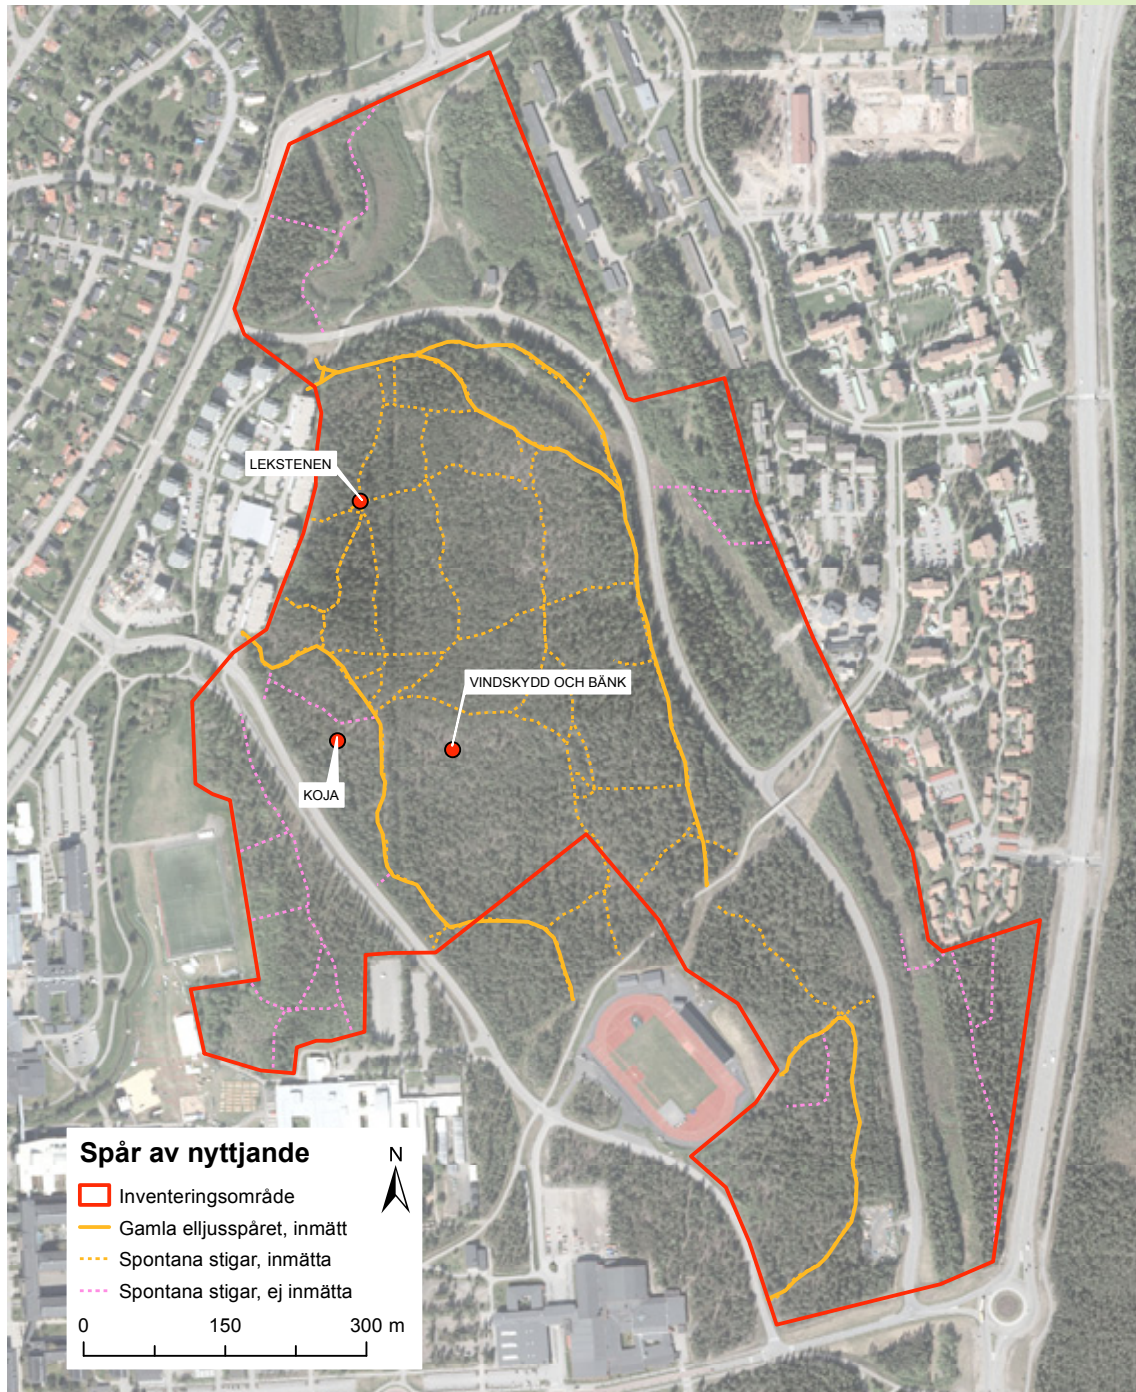 LEKSTENEN
VINDSKYDD OCH BÄNK
KOJA
Spår av nyttjande
N
Inventeringsområde
Gamla elljusspåret, inmätt
Spontana stigar, inmätta
Spontana stigar, ej inmätta
0 150 300 m